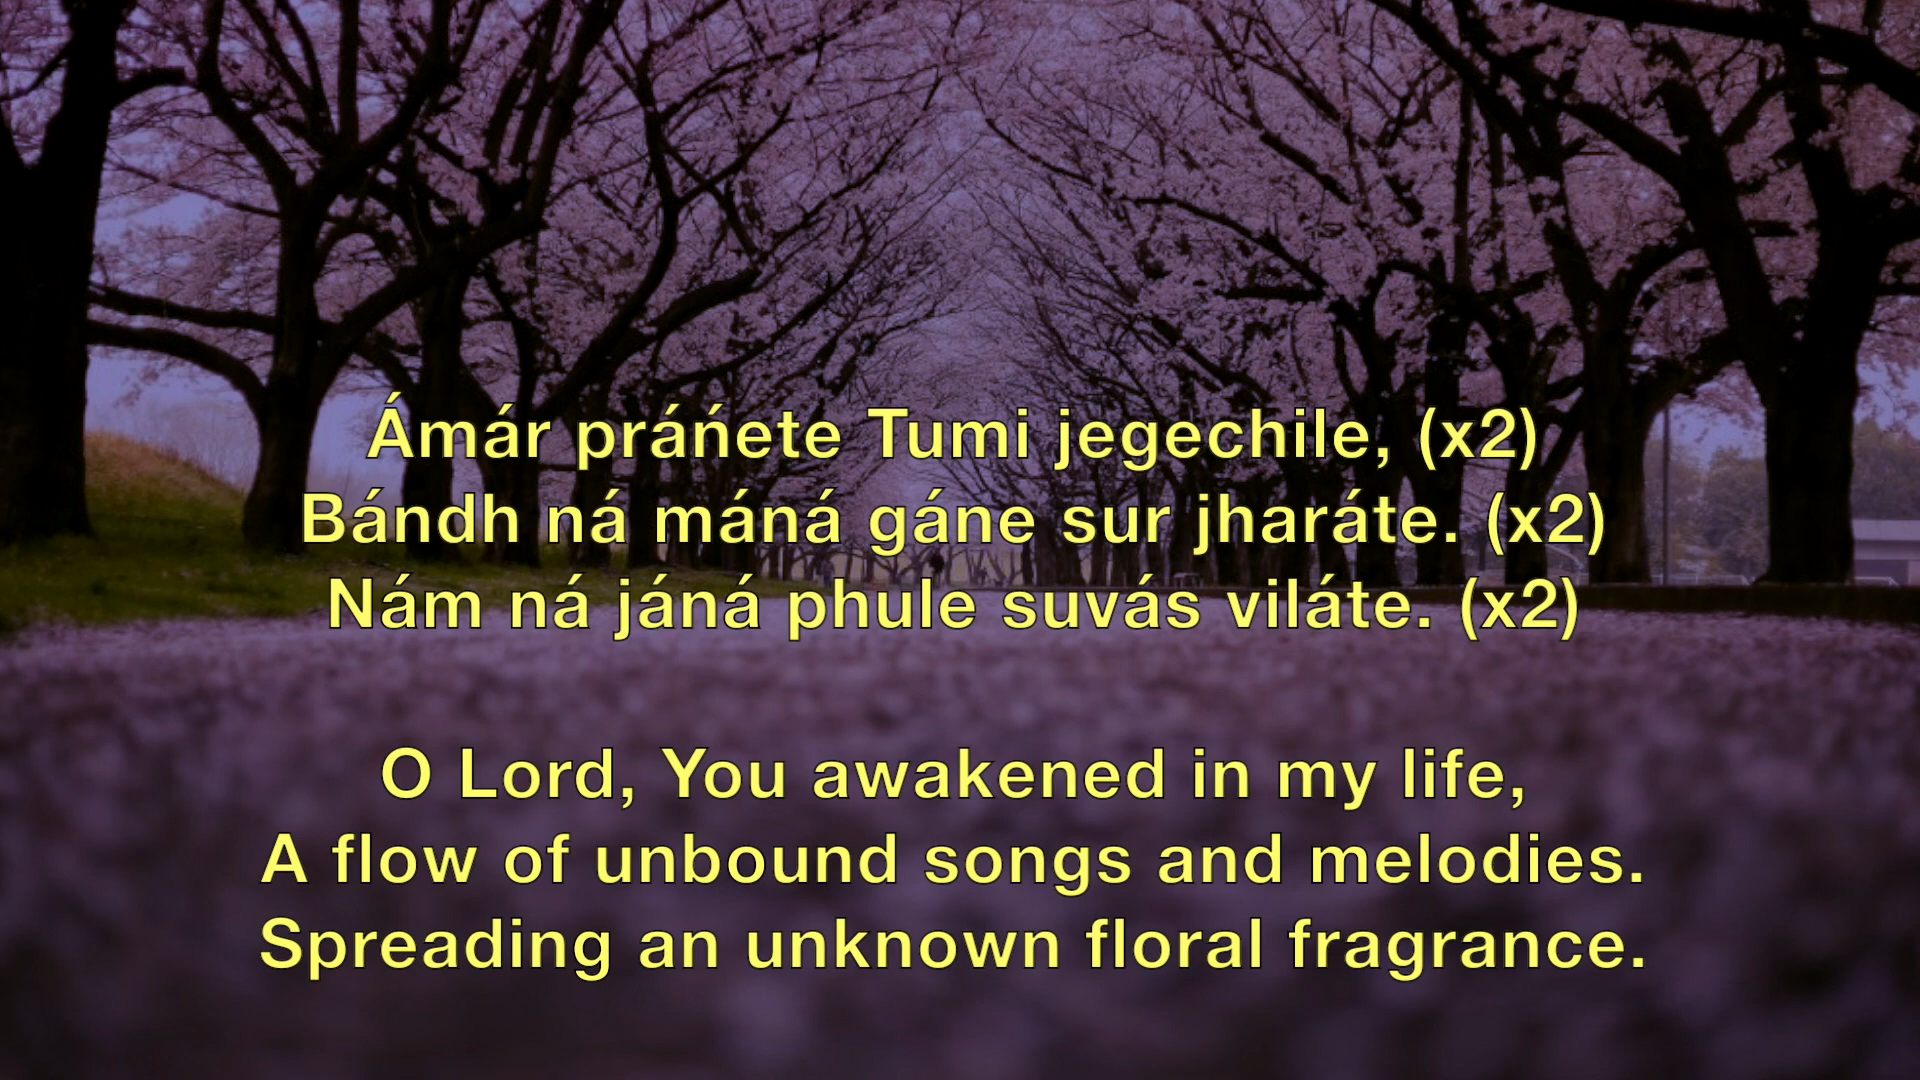 Ámár práńete Tumi jegechile, (x2)
Bándh ná máná gáne sur jharáte. (x2)
Nám ná jáná phule suvás viláte. (x2)
O Lord, You awakened in my life,
A flow of unbound songs and melodies.
Spreading an unknown floral fragrance.